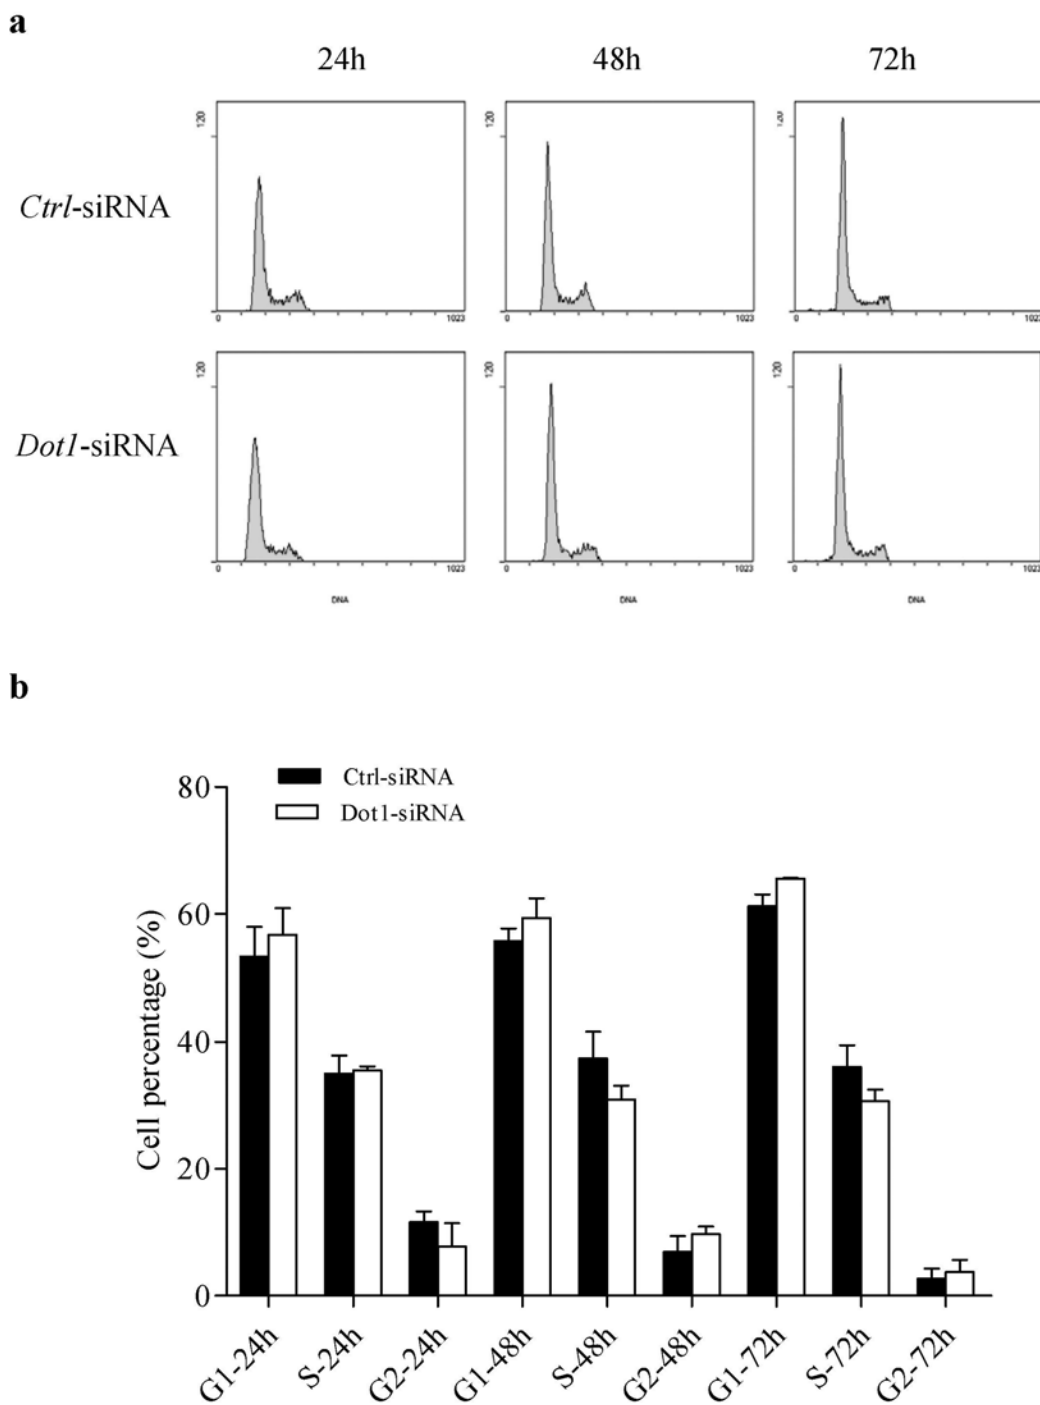 a
24h 48h 72h
120 120 120
Ctrl-siRNA
0 1023 0 1023 0 1023
120 120 120
Dot1-siRNA
0 1023 0 1023 0 1023
DNA DNA DNA
b
Ctrl-siRNA
Dot1-siRNA
80
60
40
20
0
Cell percentage (%)
G1-24h S-24h G2-24h G1-48h S-48h G2-48h G1-72h S-72h G2-72h